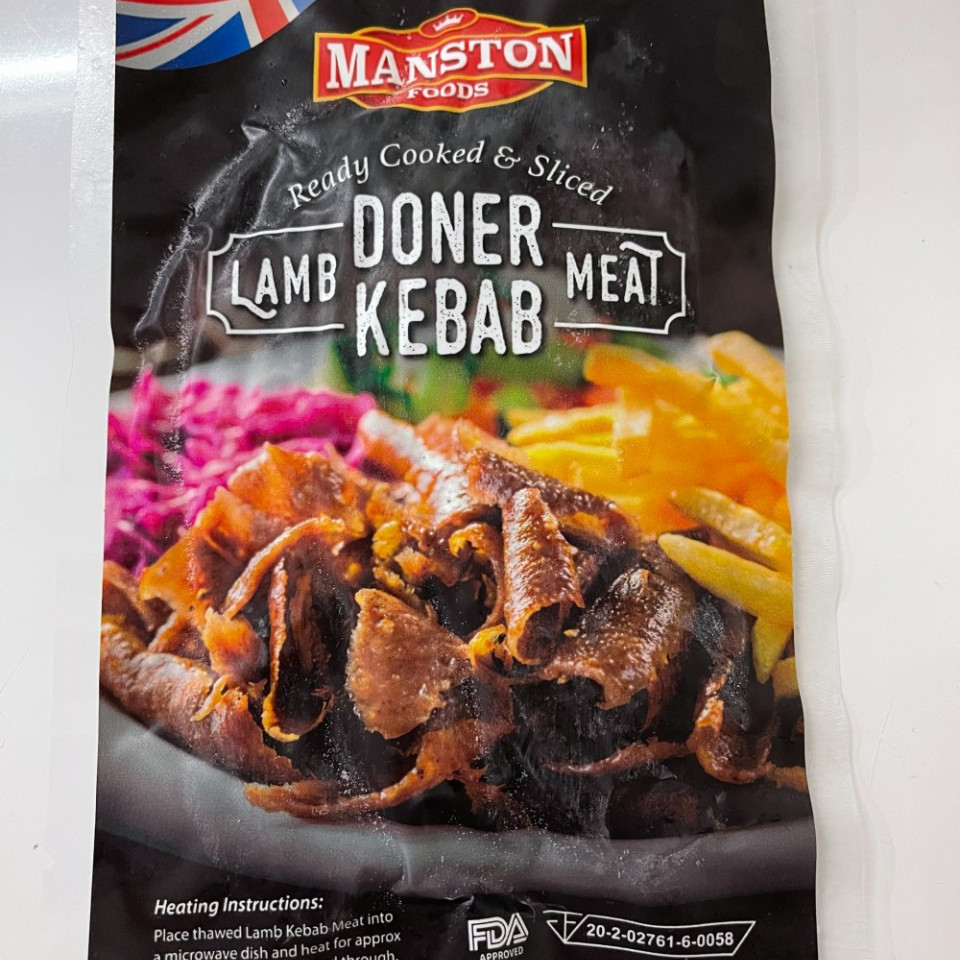 MANSTON
FOODS
Ready Cooked & Sliced
LAMB DONER KEBAB MEAT
Heating Instructions:
Place thawed Lamb Kebab Meat into
a microwave dish and heat for approx
through.
FDA
APPROVED
20-2-02761-6-0058